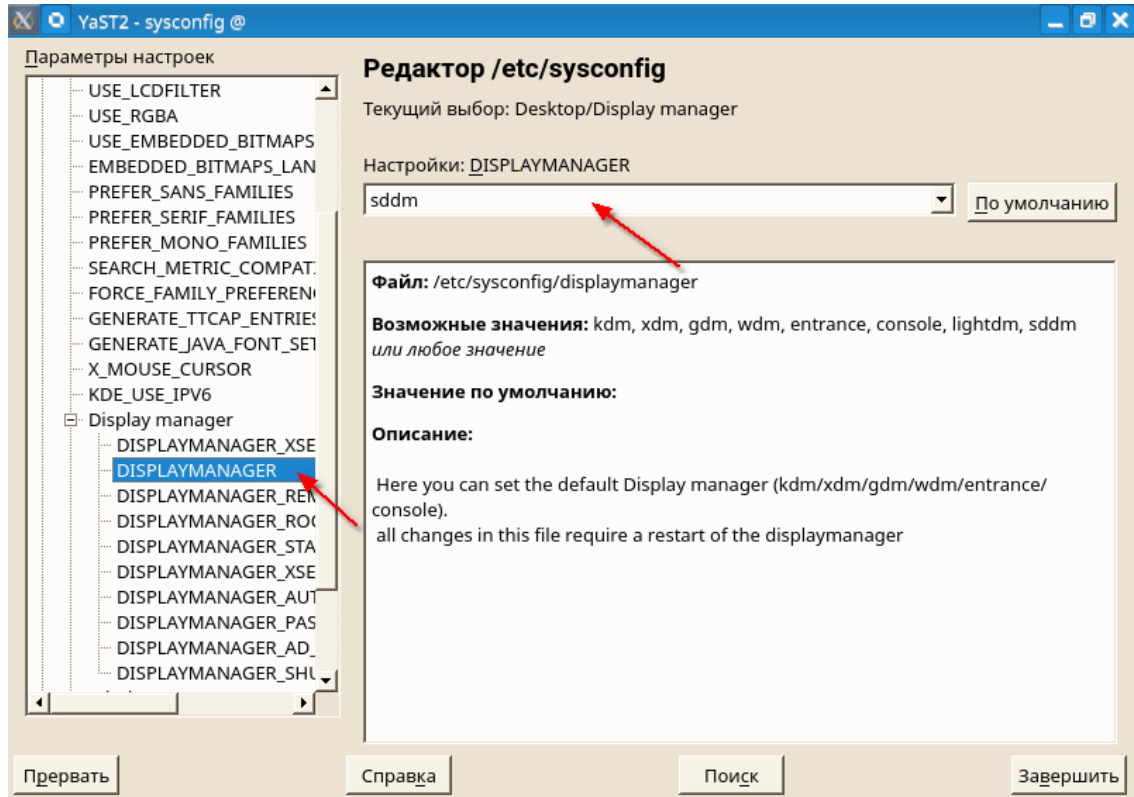 YaST2 - sysconfig @
Параметры настроек
USE_LCDFILTER
USE_RGBA
USE_EMBEDDED_BITMAPS
EMBEDDED_BITMAPS_LAN
PREFER_SANS_FAMILIES
PREFER_SERIF_FAMILIES
PREFER_MONO_FAMILIES
SEARCH_METRIC_COMPAT
FORCE_FAMILY_PREFEREN
GENERATE_TTCAP_ENTRIES
GENERATE_JAVA_FONT_SET
X_MOUSE_CURSOR
KDE_USE_IPV6
Display manager
DISPLAYMANAGER_XSE
DISPLAYMANAGER
DISPLAYMANAGER_REM
DISPLAYMANAGER_ROO
DISPLAYMANAGER_STA
DISPLAYMANAGER_XSE
DISPLAYMANAGER_AUT
DISPLAYMANAGER_PAS
DISPLAYMANAGER_AD_
DISPLAYMANAGER_SHU
Редактор /etc/sysconfig
Текущий выбор: Desktop/Display manager
Настройки: DISPLAYMANAGER
sddm
По умолчанию
Файл: /etc/sysconfig/displaymanager
Возможные значения: kdm, xdm, gdm, wdm, entrance, console, lightdm, sddm
или любое значение
Значение по умолчанию:
Описание:
Here you can set the default Display manager (kdm/xdm/gdm/wdm/entrance/
console).
all changes in this file require a restart of the displaymanager
Прервать
Справка
Поиск
Завершить